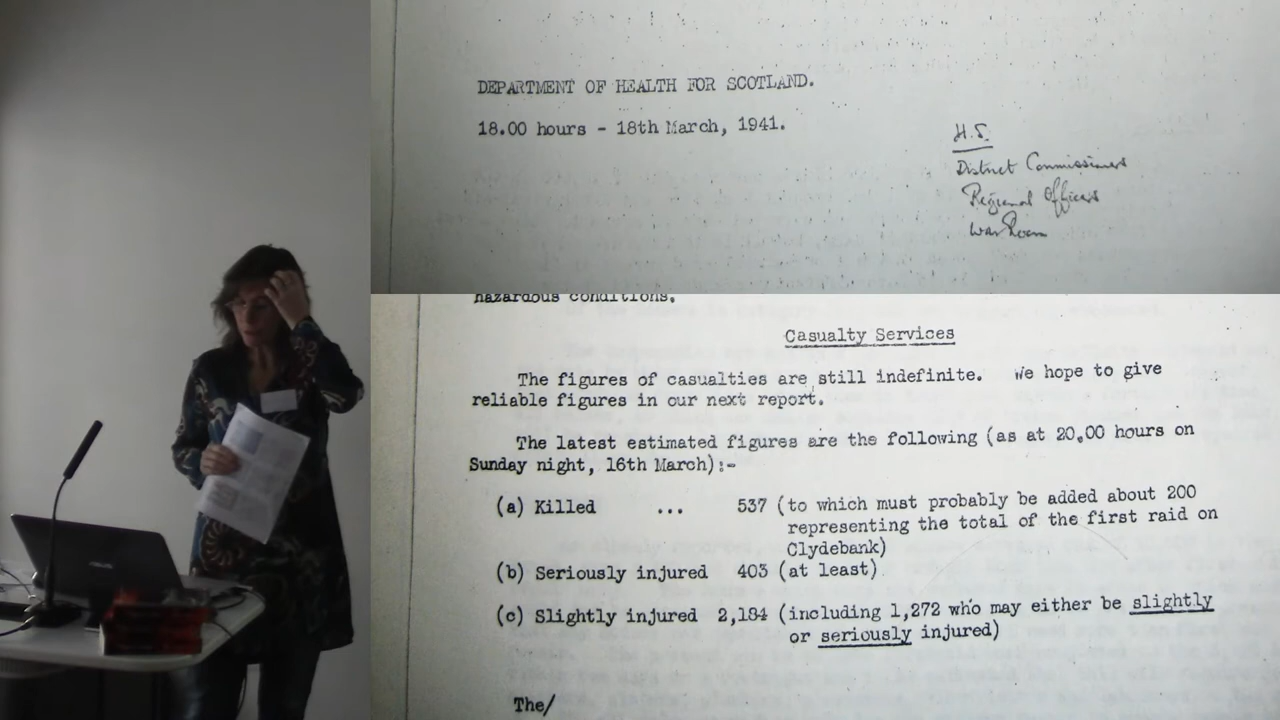 DEPARTMENT OF HEALTH FOR SCOTLAND.
18.00 hours - 18th March, 1941.
H.S.
District Commissioners
Regional Officers
War Room
hazardous conditions.
Casualty Services
The figures of casualties are still indefinite. We hope to give
reliable figures in our next report.
The latest estimated figures are the following (as at 20.00 hours on
Sunday night, 16th March):-
(a) Killed ... 537 (to which must probably be added about 200
representing the total of the first raid on
Clydebank)
(b) Seriously injured 403 (at least)
(c) Slightly injured 2,184 (including 1,272 who may either be slightly
or seriously injured)
The/